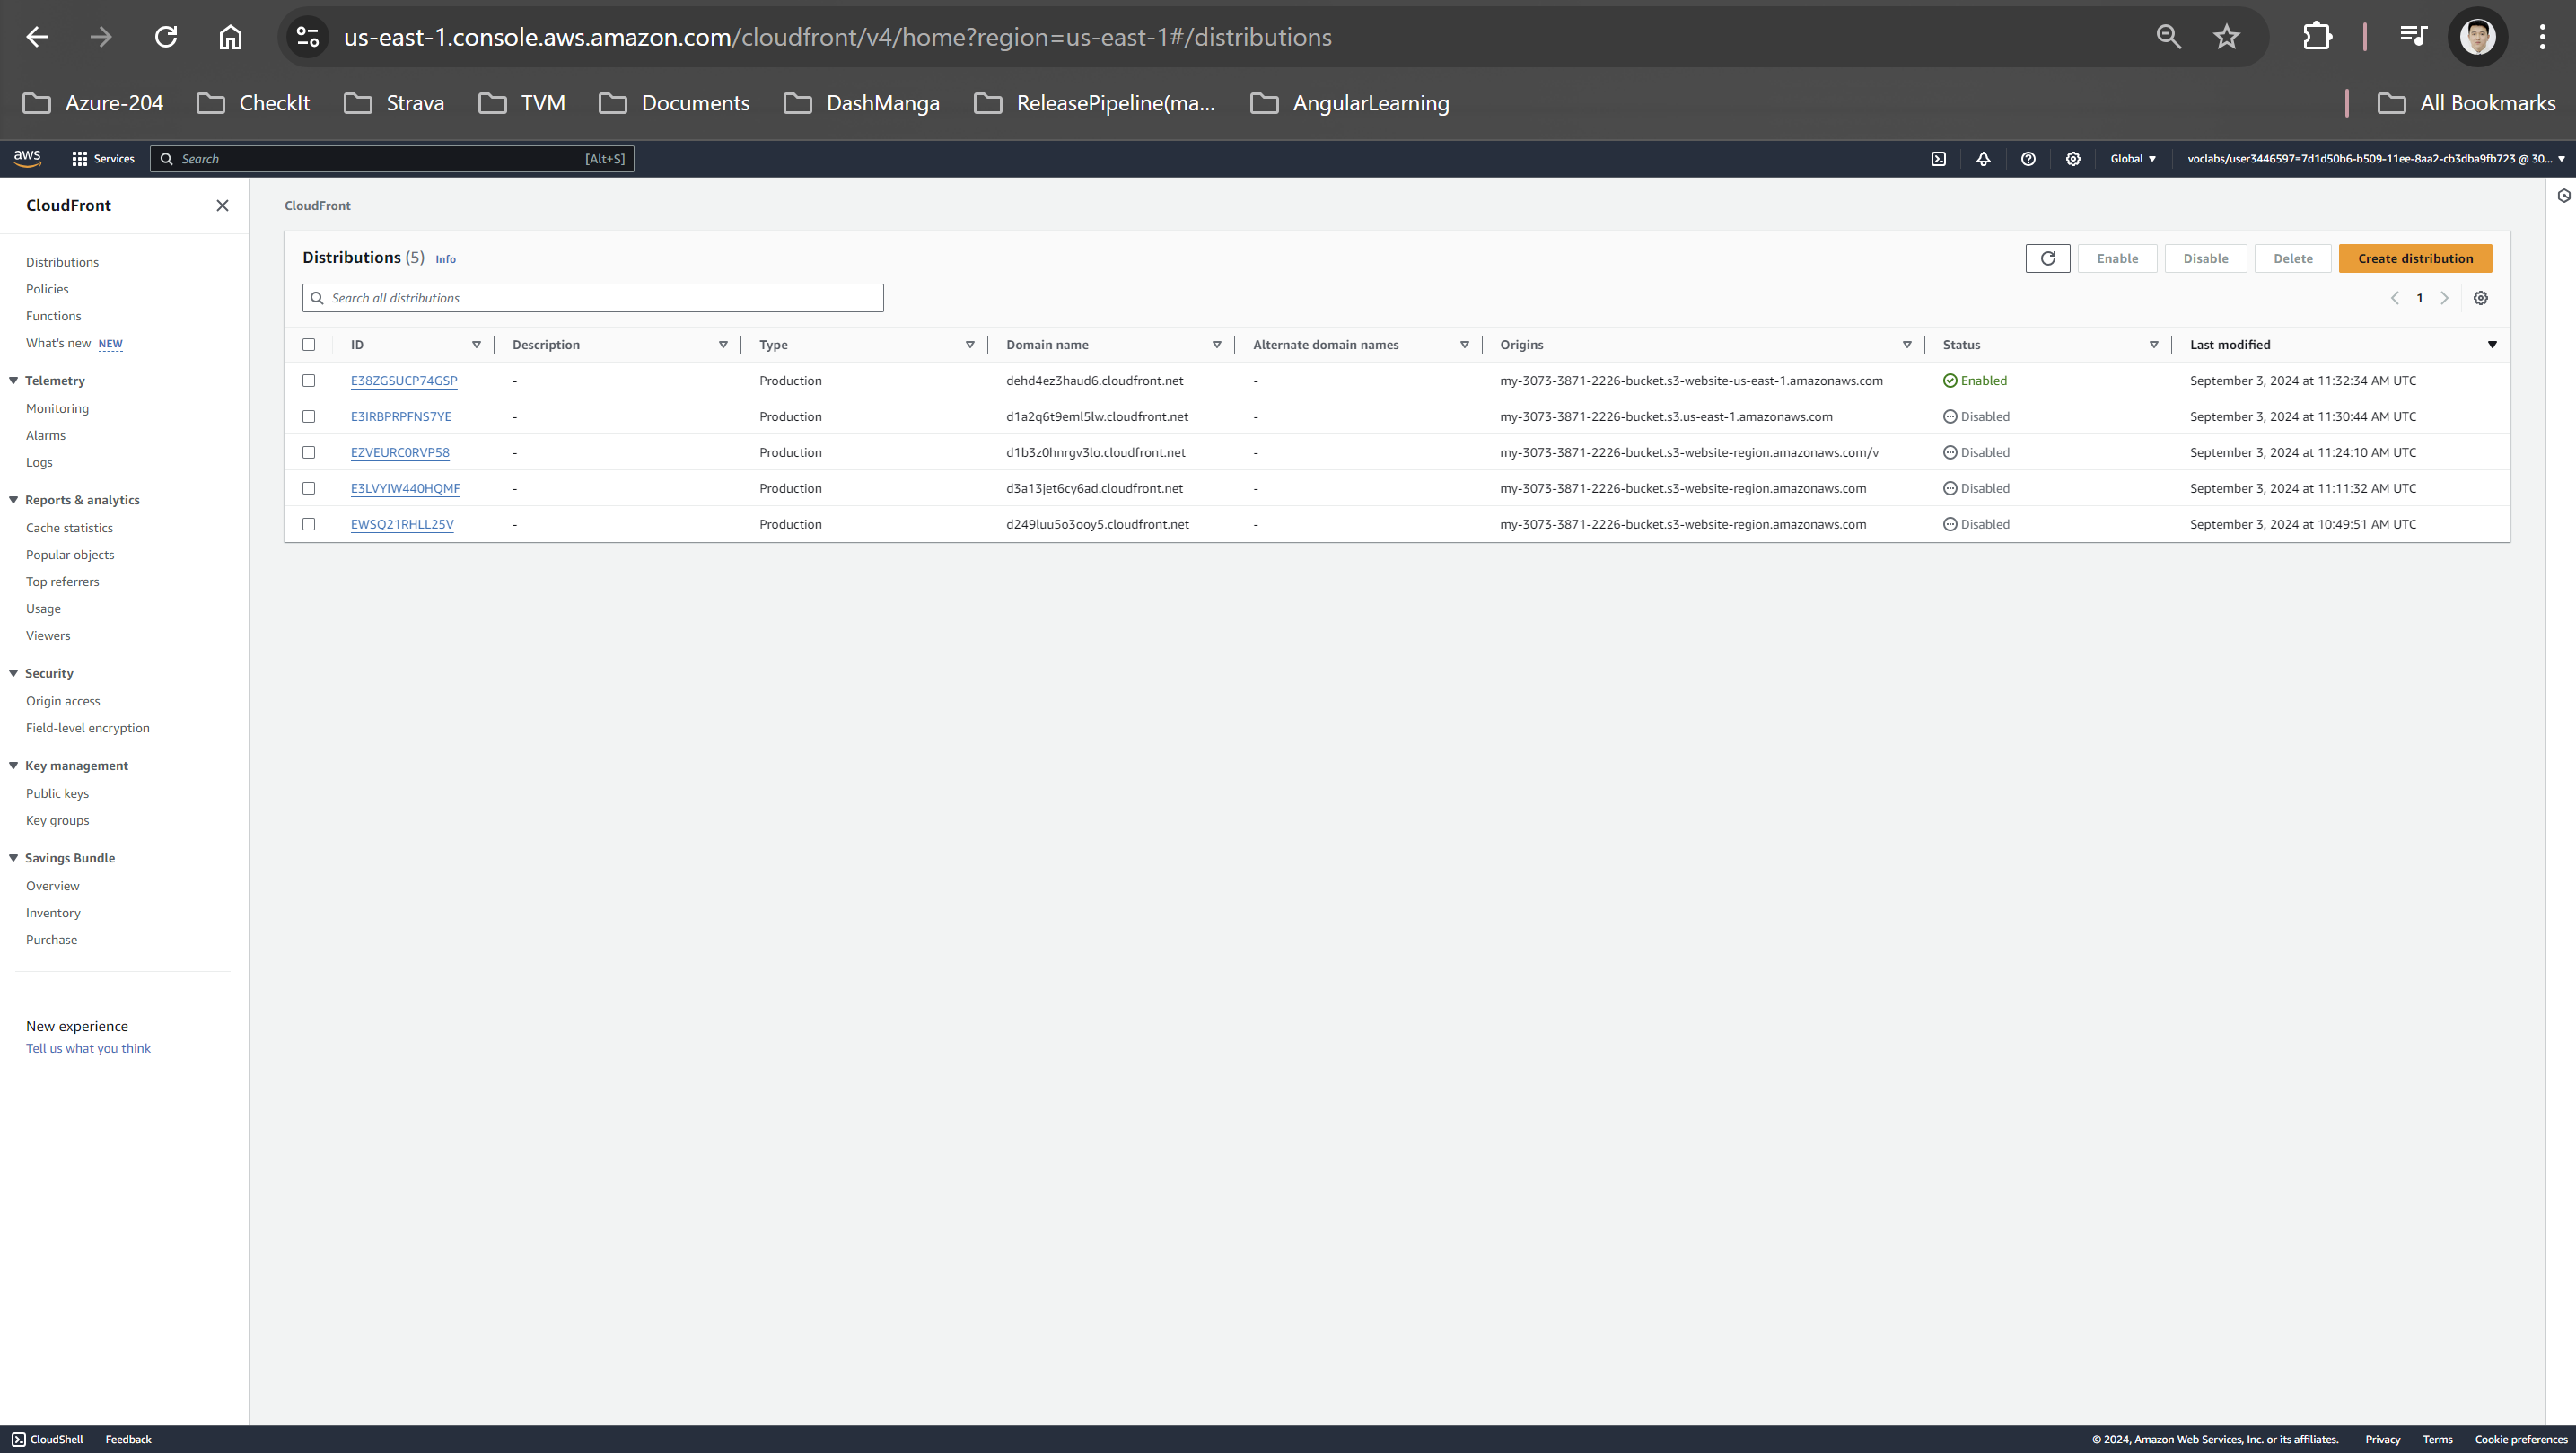 us-east-1.console.aws.amazon.com/cloudfront/v4/home?region=us-east-1#/distributions
Azure-204 CheckIt Strava TVM Documents DashManga ReleasePipeline(ma... AngularLearning All Bookmarks
aws Services Search [Alt+S] Global voclabs/user3446597=7d1d50b6-b509-11ee-8aa2-cb3dba9fb723 @ 30...
CloudFront
Distributions
Policies
Functions
What's new NEW
Telemetry
Monitoring
Alarms
Logs
Reports & analytics
Cache statistics
Popular objects
Top referrers
Usage
Viewers
Security
Origin access
Field-level encryption
Key management
Public keys
Key groups
Savings Bundle
Overview
Inventory
Purchase
New experience
Tell us what you think
CloudFront
Distributions (5) Info Enable Disable Delete Create distribution
Search all distributions 1
ID Description Type Domain name Alternate domain names Origins Status Last modified
E38ZGSUCP74GSP - Production dehd4ez3haud6.cloudfront.net - my-3073-3871-2226-bucket.s3-website-us-east-1.amazonaws.com Enabled September 3, 2024 at 11:32:34 AM UTC
E3IRBPRPFNS7YE - Production d1a2q6t9eml5lw.cloudfront.net - my-3073-3871-2226-bucket.s3.us-east-1.amazonaws.com Disabled September 3, 2024 at 11:30:44 AM UTC
EZVEURC0RVP58 - Production d1b3z0hnrgv3lo.cloudfront.net - my-3073-3871-2226-bucket.s3-website-region.amazonaws.com/v Disabled September 3, 2024 at 11:24:10 AM UTC
E3LVYIW440HQMF - Production d3a13jet6cy6ad.cloudfront.net - my-3073-3871-2226-bucket.s3-website-region.amazonaws.com Disabled September 3, 2024 at 11:11:32 AM UTC
EWSQ21RHLL25V - Production d249luu5o3ooy5.cloudfront.net - my-3073-3871-2226-bucket.s3-website-region.amazonaws.com Disabled September 3, 2024 at 10:49:51 AM UTC
CloudShell Feedback © 2024, Amazon Web Services, Inc. or its affiliates. Privacy Terms Cookie preferences